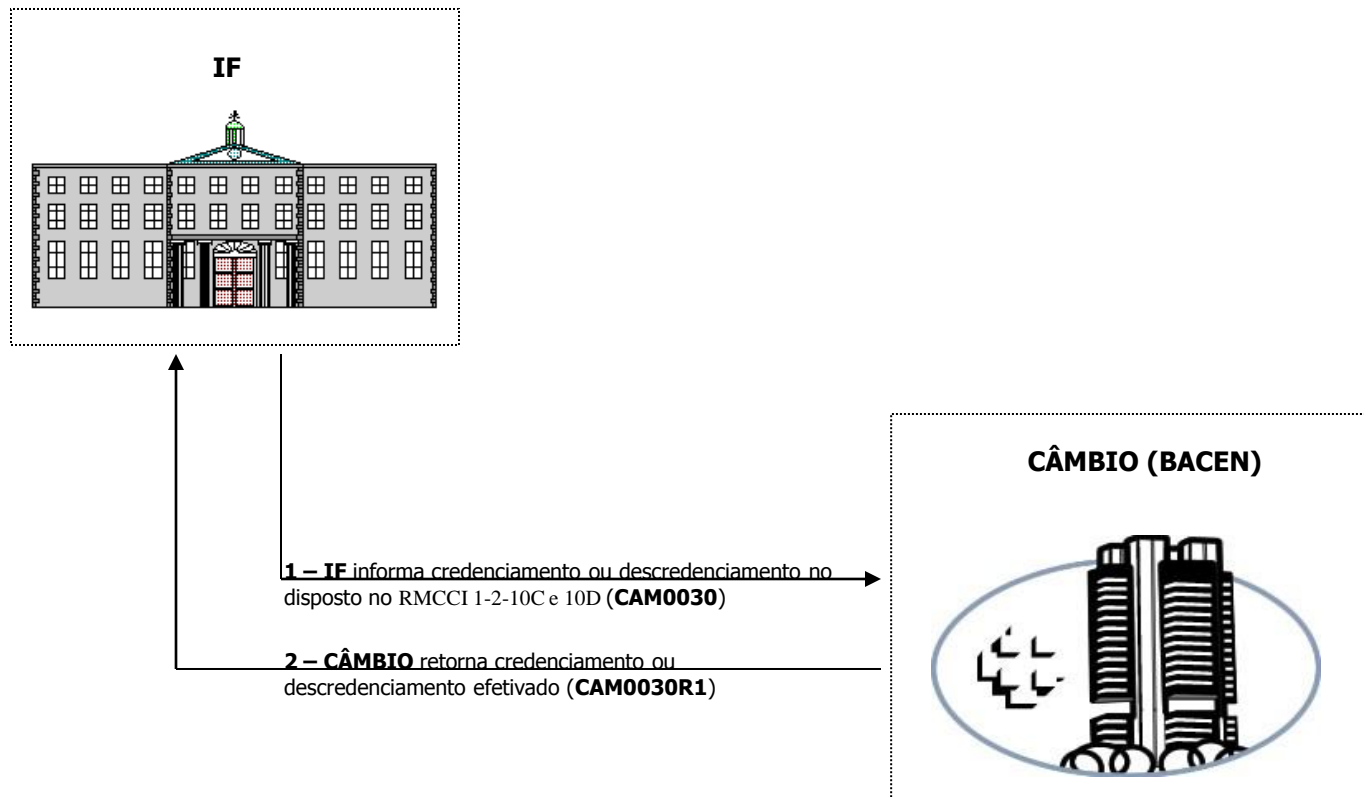 IF
CÂMBIO (BACEN)
1 – IF informa credenciamento ou descredenciamento no
disposto no RMCCI 1-2-10C e 10D (CAM0030)
2 – CÂMBIO retorna credenciamento ou
descredenciamento efetivado (CAM0030R1)